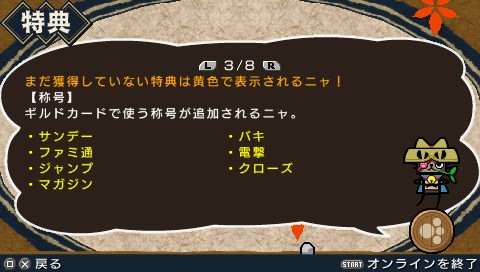 特典
L 3/8 R
まだ獲得していない特典は黄色で表示されるニャ！
【称号】
ギルドカードで使う称号が追加されるニャ。
・サンデー ・バキ
・ファミ通 ・電撃
・ジャンプ ・クローズ
・マガジン
戻る START オンラインを終了